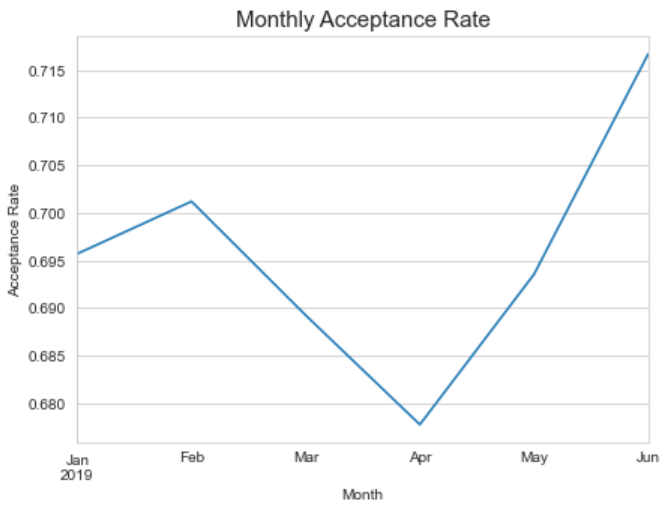 Monthly Acceptance Rate
0.715
0.710
0.705
0.700
0.695
0.690
0.685
0.680
Acceptance Rate
Jan Feb Mar Apr May Jun
2019
Month